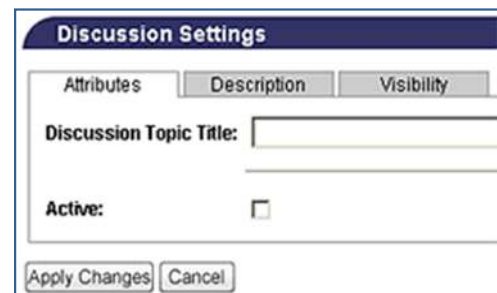 Discussion Settings
Attributes Description Visibility
Discussion Topic Title:
Active:
Apply Changes Cancel